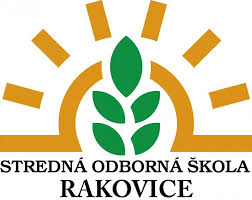 STREDNÁ ODBORNÁ ŠKOLA
RAKOVICE